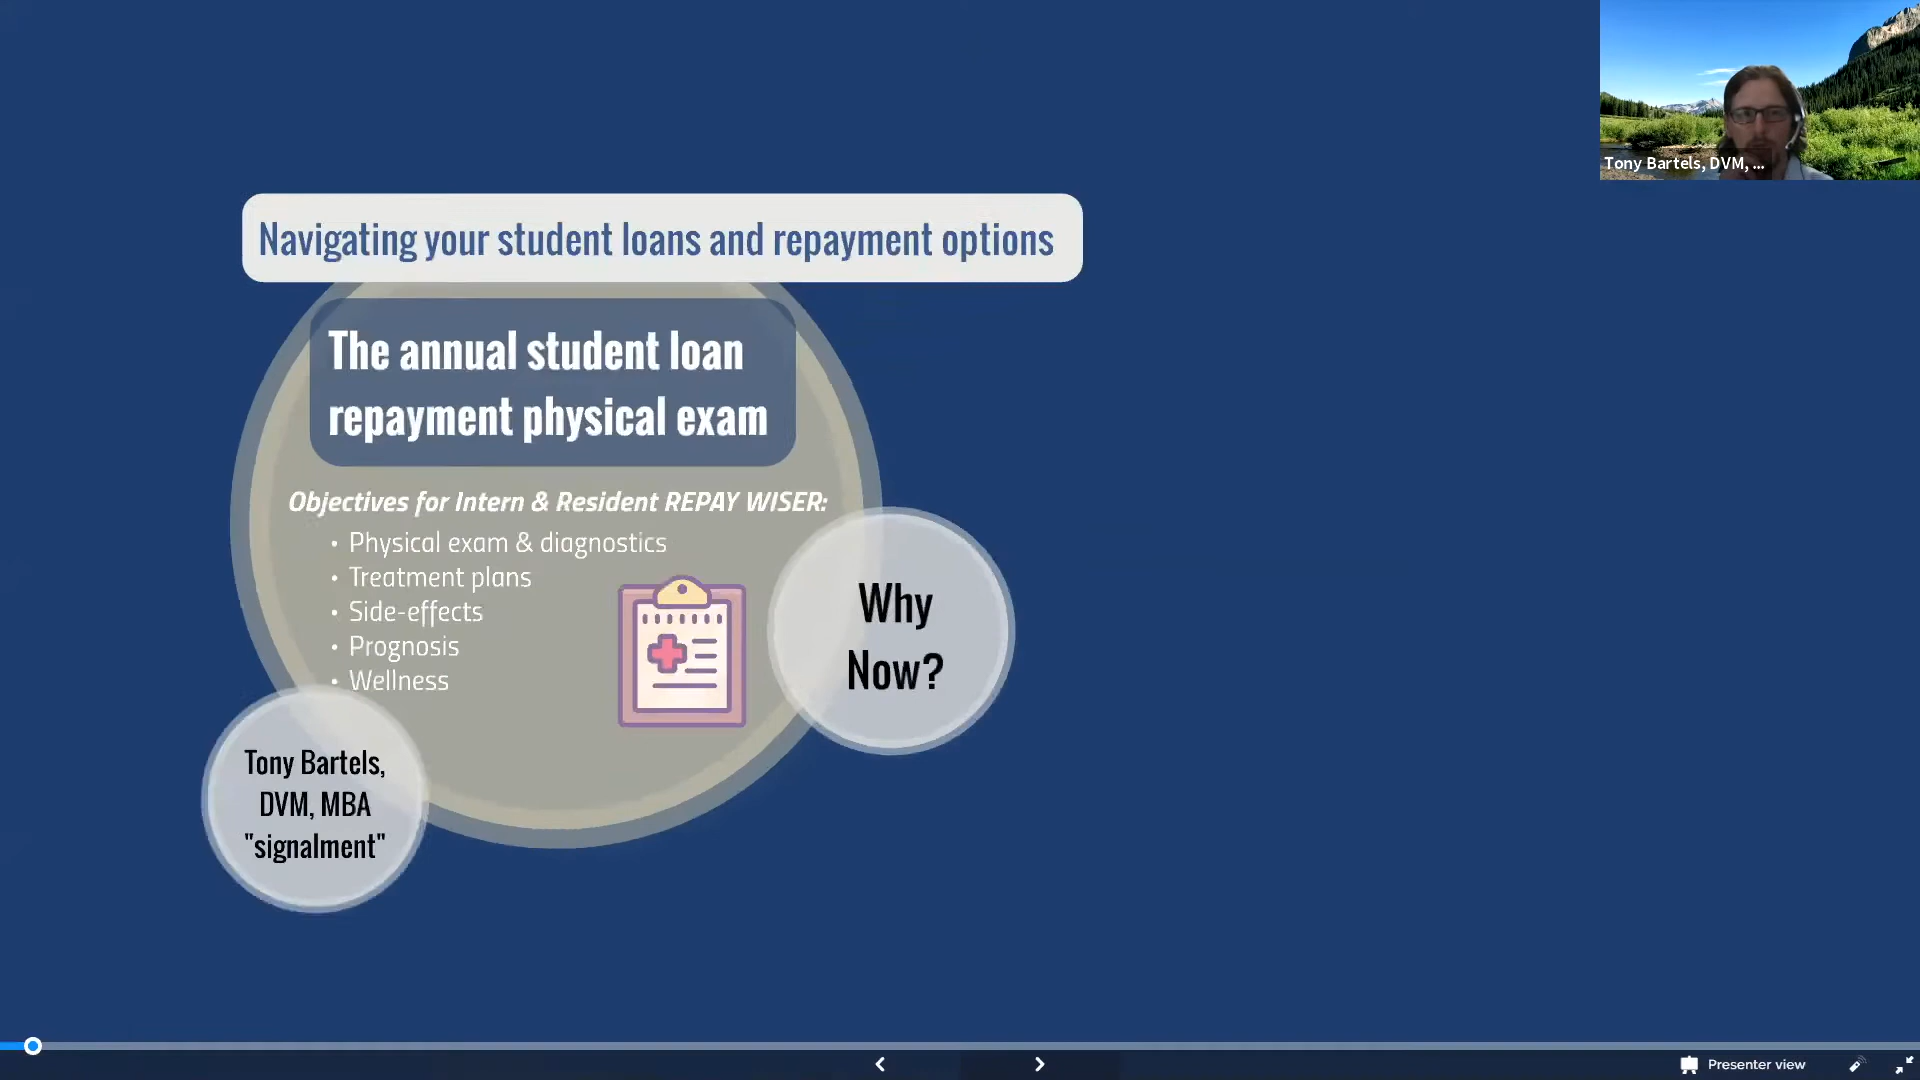 Tony Bartels, DVM, ...
Navigating your student loans and repayment options
The annual student loan
repayment physical exam
Objectives for Intern & Resident REPAY WISER:
• Physical exam & diagnostics
• Treatment plans
• Side-effects
• Prognosis
• Wellness
Why
Now?
Tony Bartels,
DVM, MBA
"signalment"
Presenter view